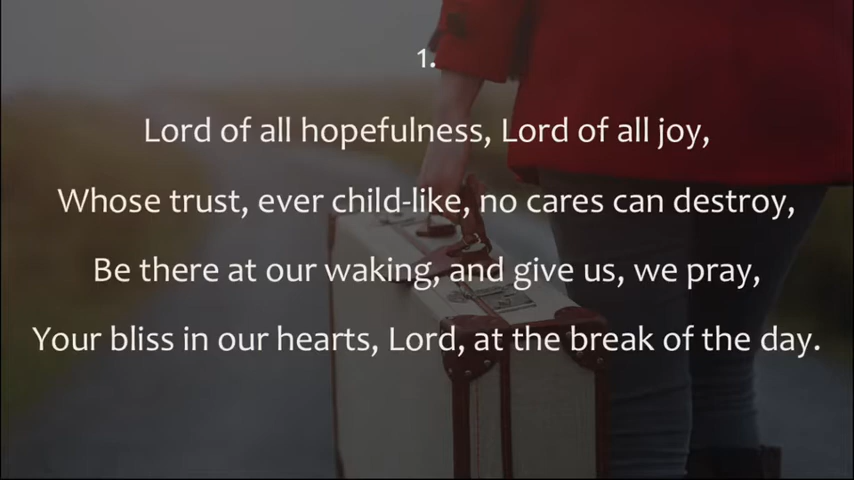 1.
Lord of all hopefulness, Lord of all joy,
Whose trust, ever child-like, no cares can destroy,
Be there at our waking, and give us, we pray,
Your bliss in our hearts, Lord, at the break of the day.